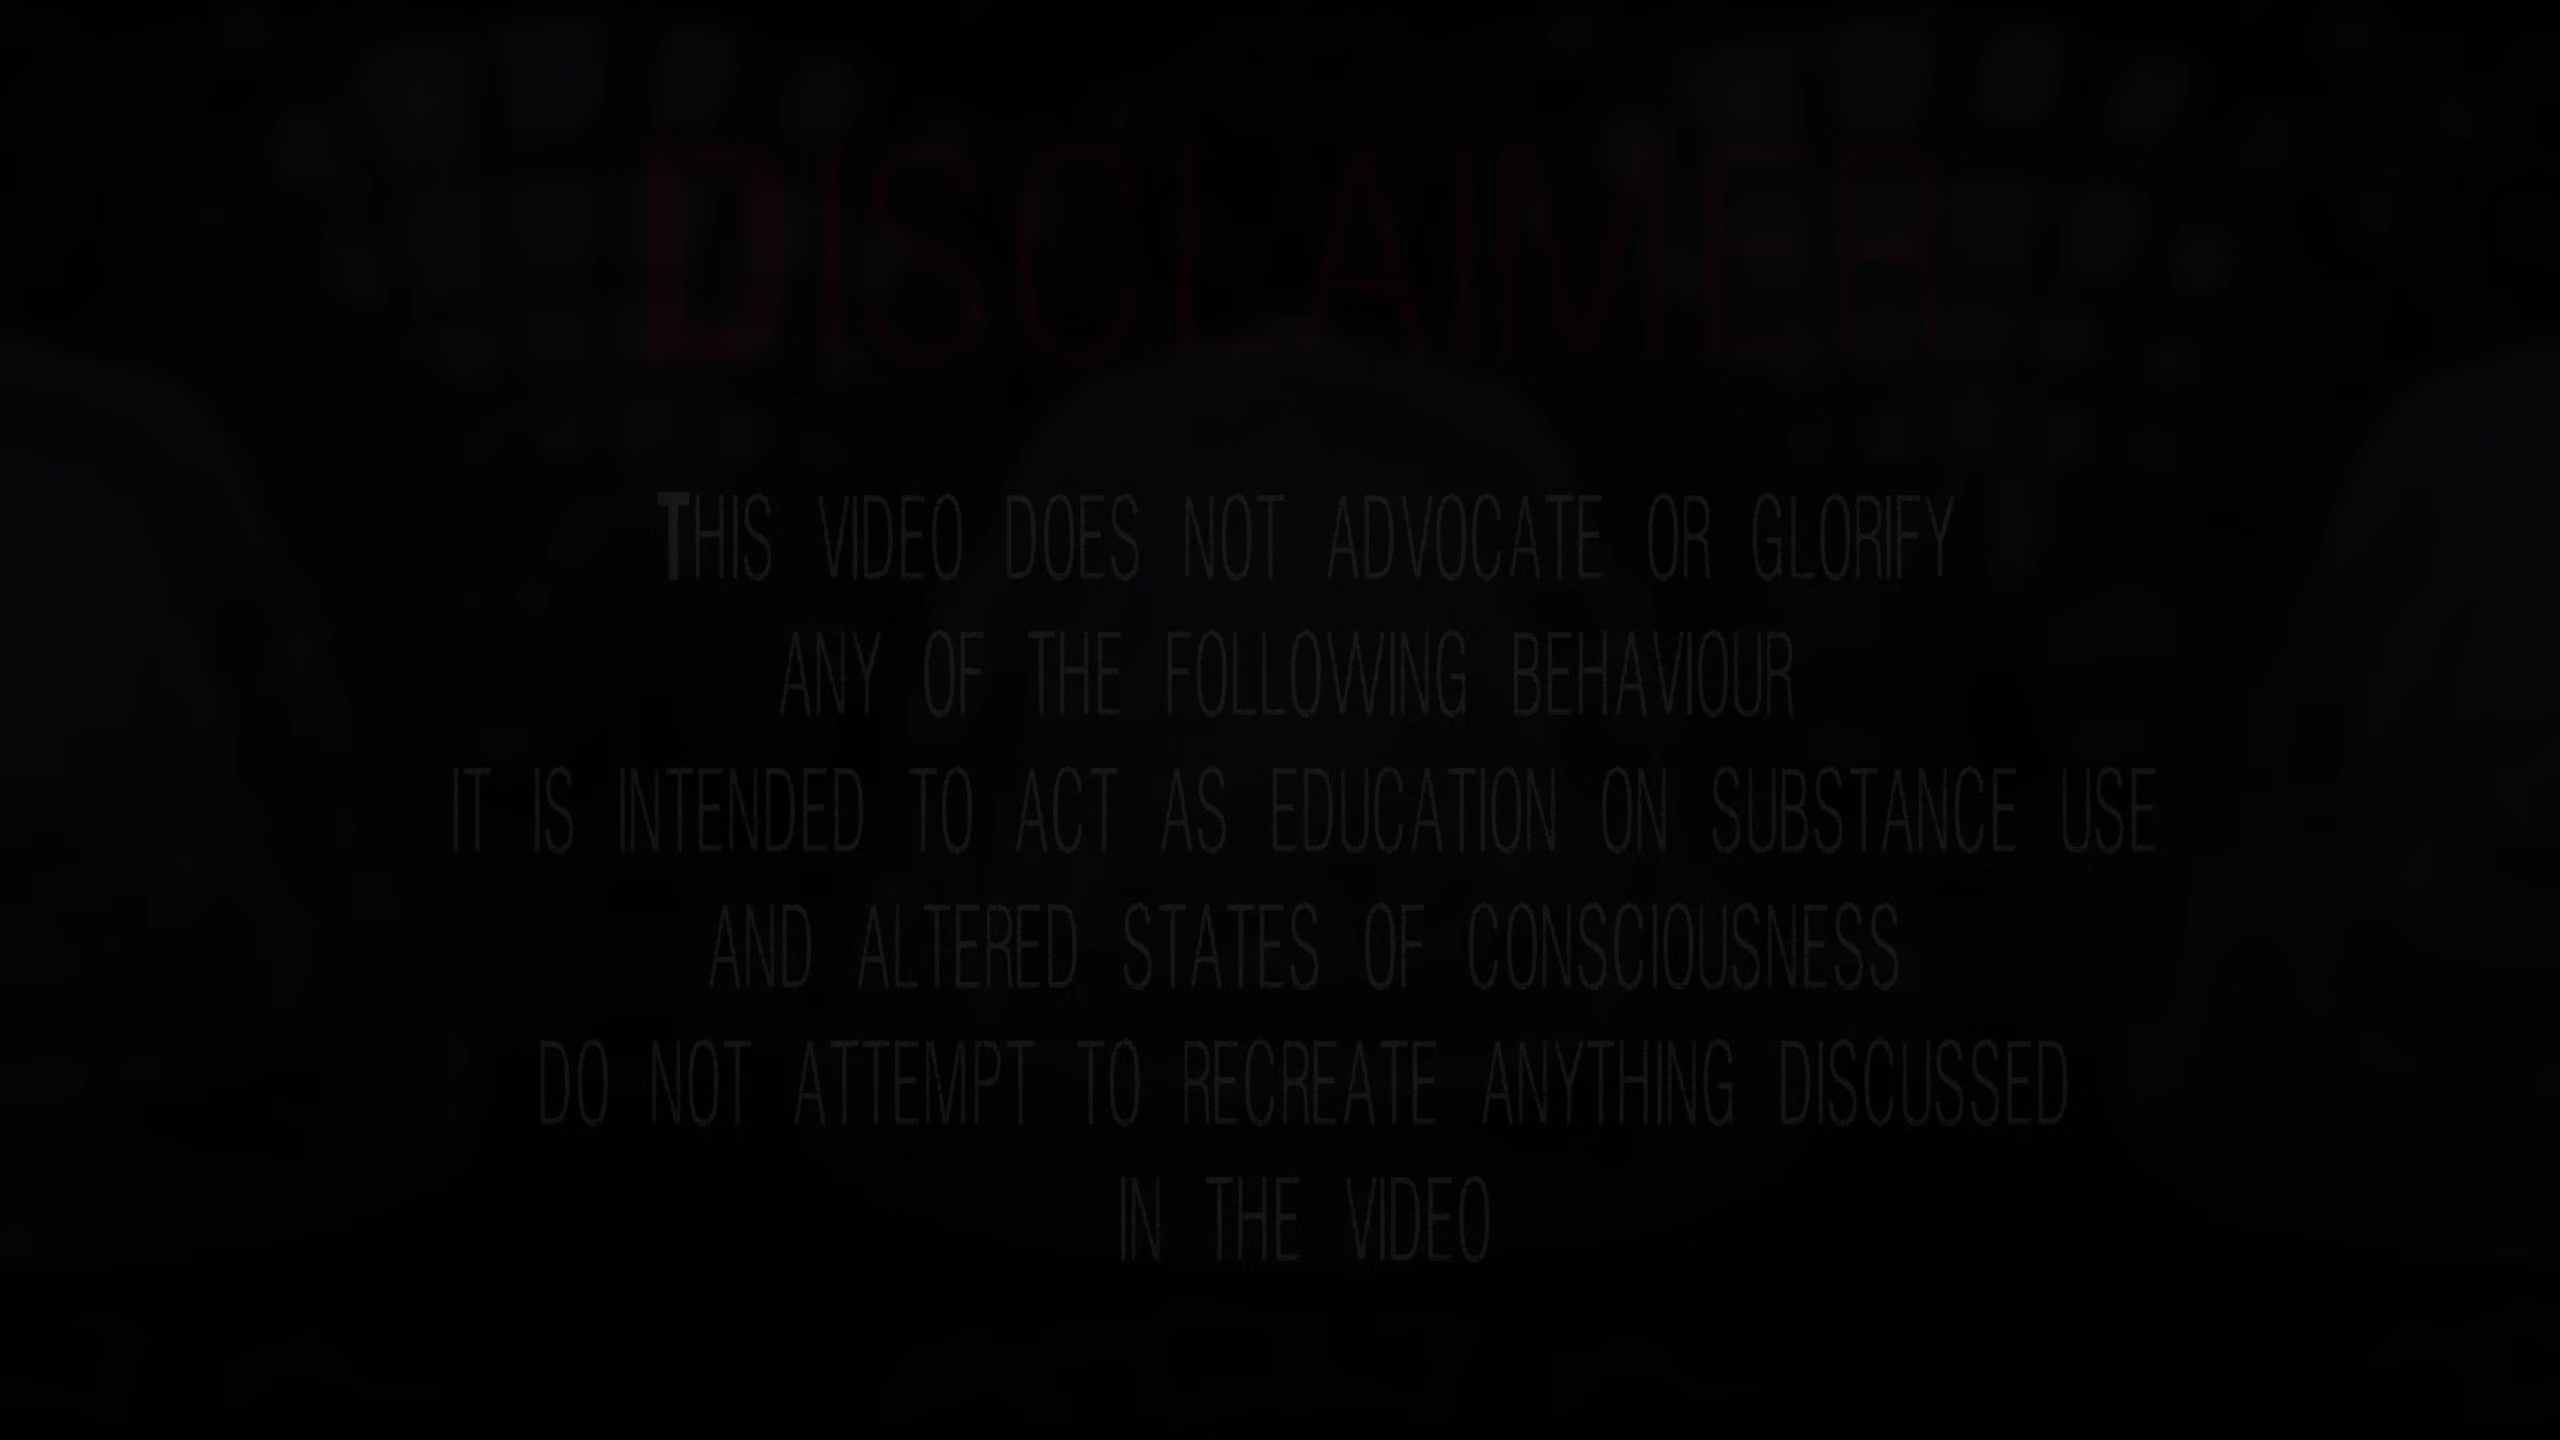 DISCLAIMER
THIS VIDEO DOES NOT ADVOCATE OR GLORIFY
ANY OF THE FOLLOWING BEHAVIOUR
IT IS INTENDED TO ACT AS EDUCATION ON SUBSTANCE USE
AND ALTERED STATES OF CONSCIOUSNESS
DO NOT ATTEMPT TO RECREATE ANYTHING DISCUSSED
IN THE VIDEO